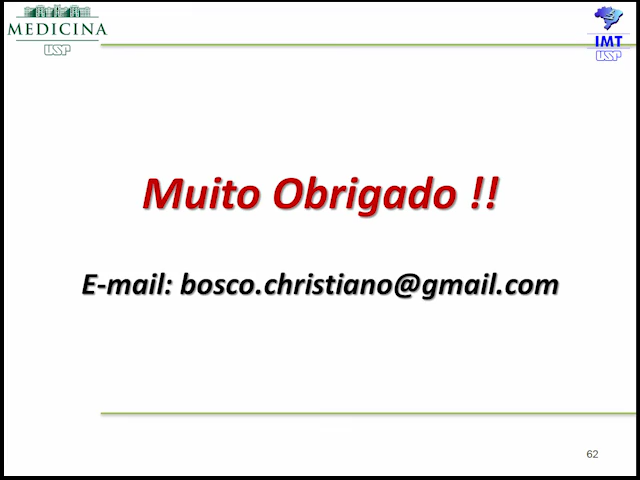 MEDICINA
USP
IMT
USP
Muito Obrigado !!
E-mail: bosco.christiano@gmail.com
62